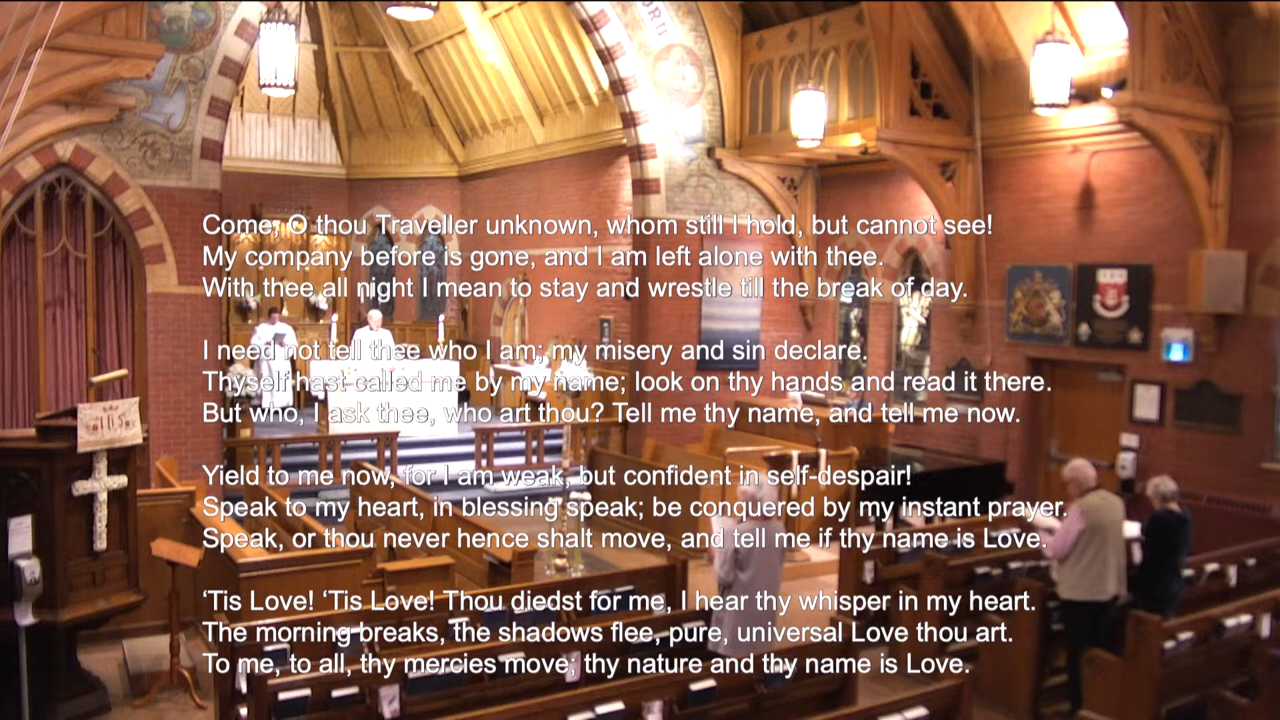 Come, O thou Traveller unknown, whom still I hold, but cannot see!
My company before is gone, and I am left alone with thee.
With thee all night I mean to stay and wrestle till the break of day.
I need not tell thee who I am; my misery and sin declare.
Thyself hast called me by my name; look on thy hands and read it there.
But who, I ask thee, who art thou? Tell me thy name, and tell me now.
Yield to me now, for I am weak, but confident in self-despair!
Speak to my heart, in blessing speak; be conquered by my instant prayer.
Speak, or thou never hence shalt move, and tell me if thy name is Love.
‘Tis Love! ‘Tis Love! Thou diedst for me, I hear thy whisper in my heart.
The morning breaks, the shadows flee, pure, universal Love thou art.
To me, to all, thy mercies move; thy nature and thy name is Love.